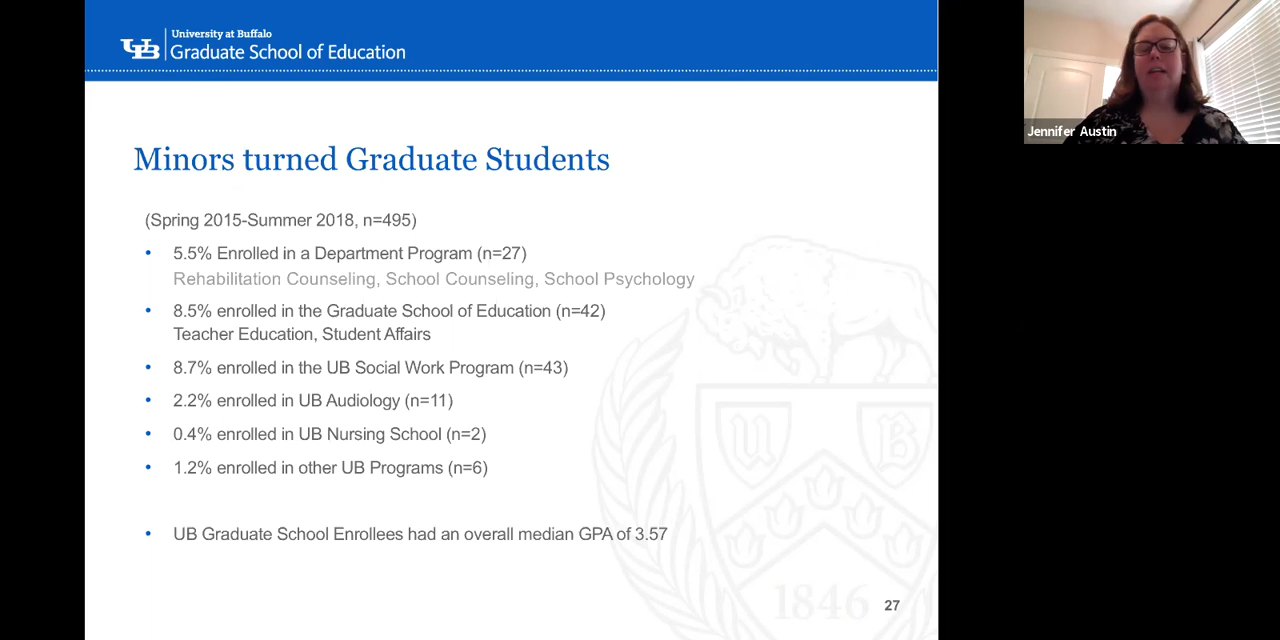 University at Buffalo
UB Graduate School of Education
Jennifer Austin
Minors turned Graduate Students
(Spring 2015-Summer 2018, n=495)
• 5.5% Enrolled in a Department Program (n=27)
Rehabilitation Counseling, School Counseling, School Psychology
• 8.5% enrolled in the Graduate School of Education (n=42)
Teacher Education, Student Affairs
• 8.7% enrolled in the UB Social Work Program (n=43)
• 2.2% enrolled in UB Audiology (n=11)
• 0.4% enrolled in UB Nursing School (n=2)
• 1.2% enrolled in other UB Programs (n=6)
• UB Graduate School Enrollees had an overall median GPA of 3.57
U B
1846
27